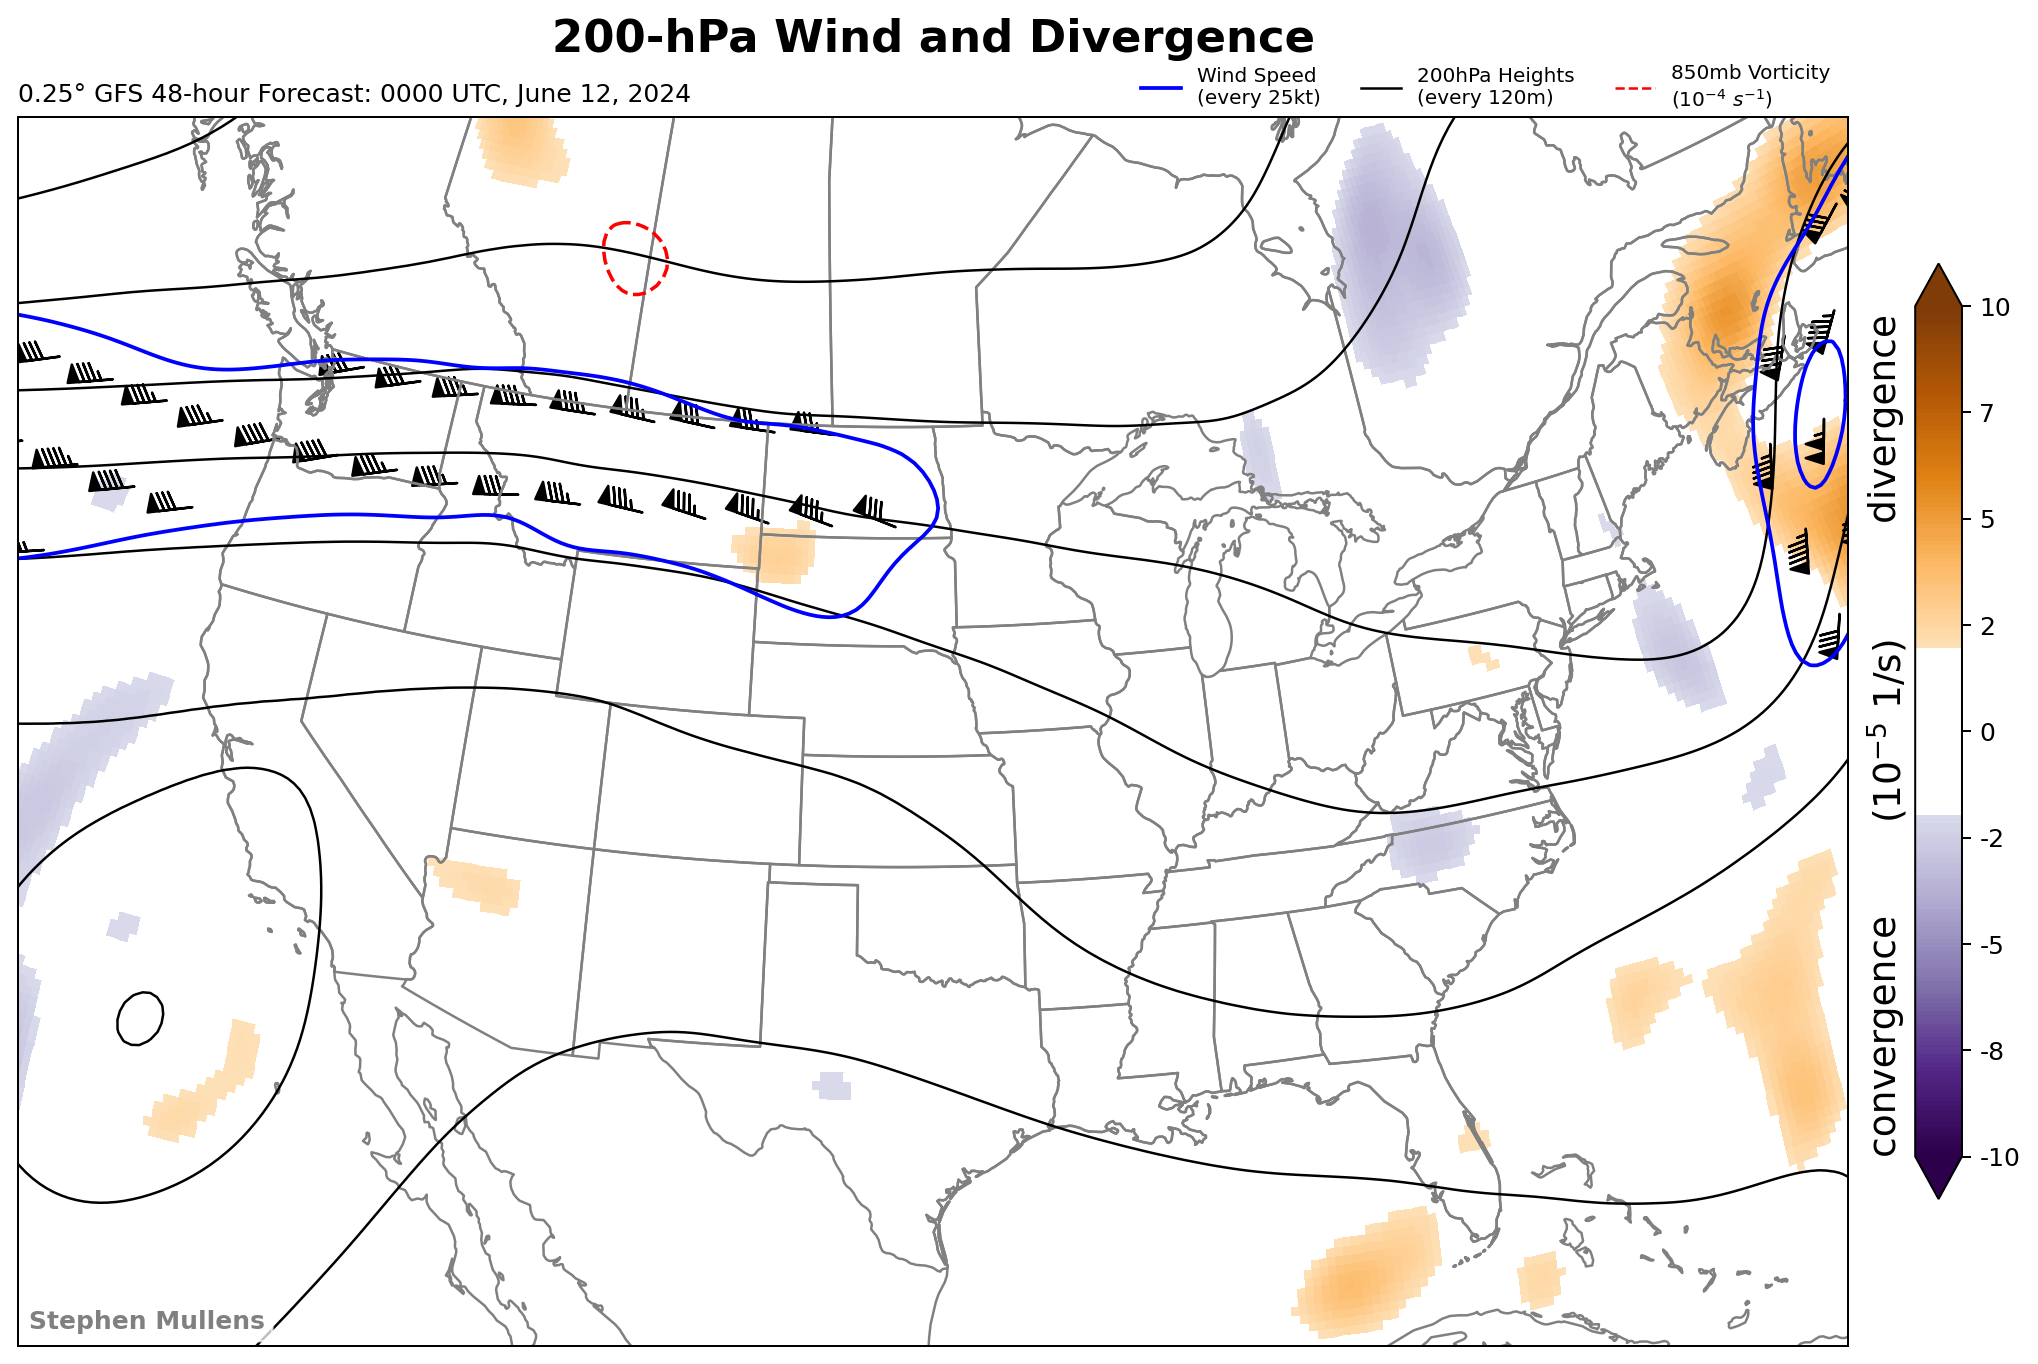 200-hPa Wind and Divergence
0.25° GFS 48-hour Forecast: 0000 UTC, June 12, 2024
Wind Speed
(every 25kt)
200hPa Heights
(every 120m)
850mb Vorticity
(10⁻⁴ s⁻¹)
10
7
5
2
0
-2
-5
-8
-10
convergence (10⁻⁵ 1/s) divergence
Stephen Mullens